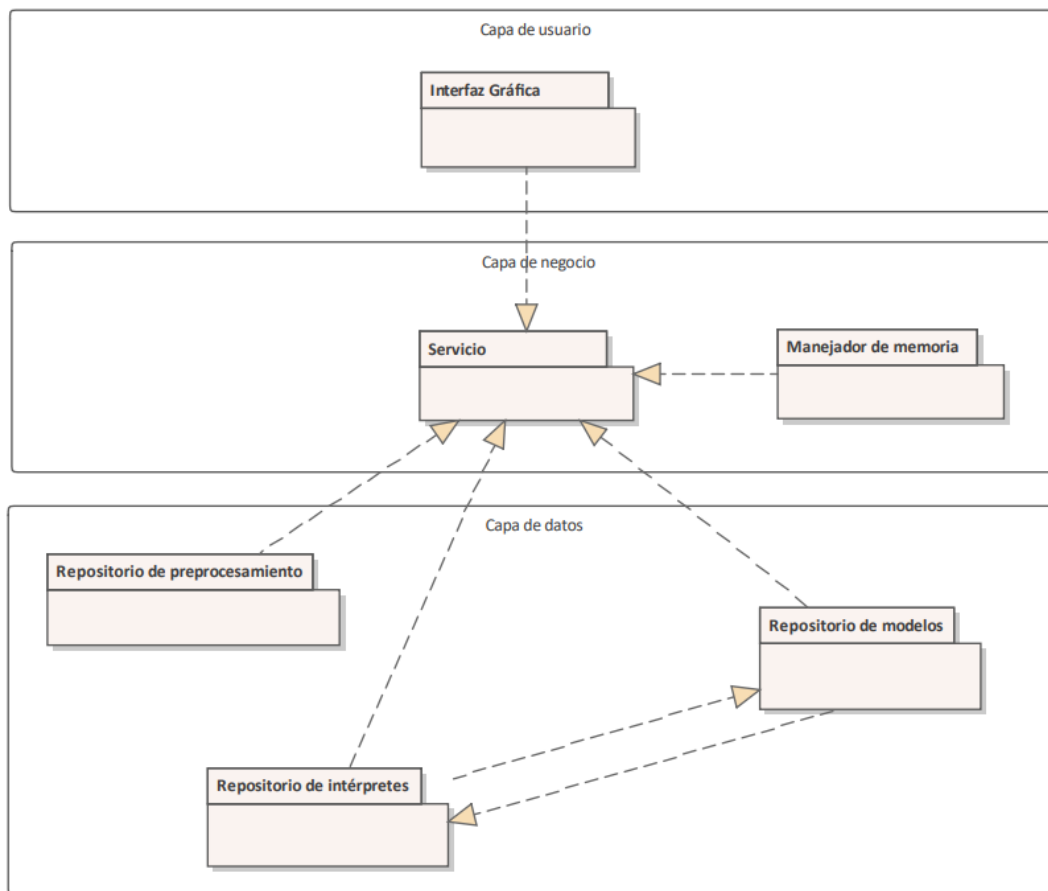 Capa de usuario
Interfaz Gráfica
Capa de negocio
Servicio
Manejador de memoria
Capa de datos
Repositorio de preprocesamiento
Repositorio de modelos
Repositorio de intérpretes